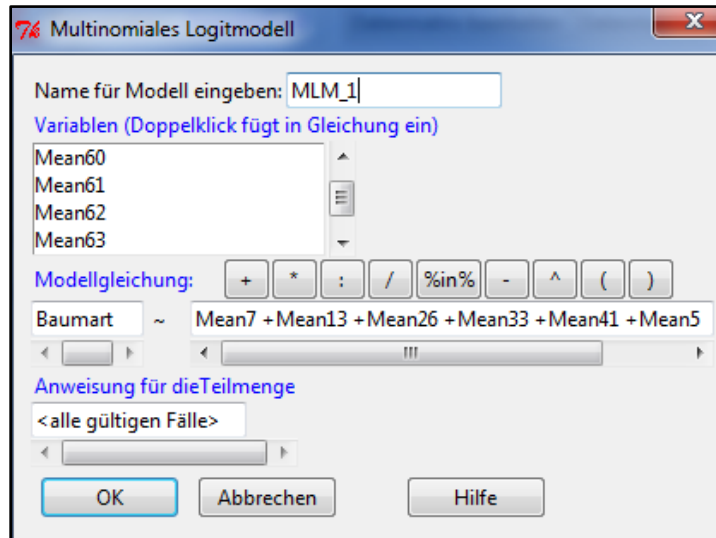 Multinomiales Logitmodell
Name für Modell eingeben: MLM_1
Variablen (Doppelklick fügt in Gleichung ein)
Mean60
Mean61
Mean62
Mean63
Modellgleichung: + * : / %in% - ^ ( )
Baumart ~ Mean7 +Mean13 +Mean26 +Mean33 +Mean41 +Mean5
Anweisung für dieTeilmenge
<alle gültigen Fälle>
OK Abbrechen Hilfe